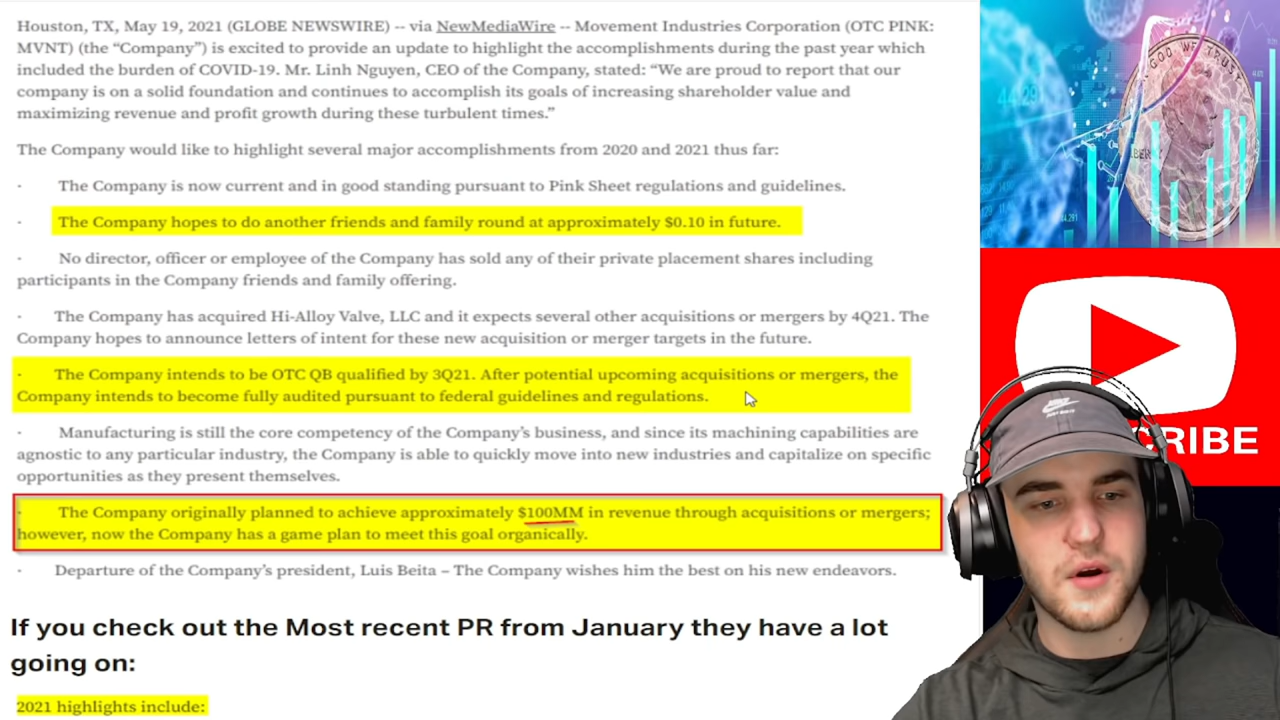 Houston, TX, May 19, 2021 (GLOBE NEWSWIRE) -- via NewMediaWire -- Movement Industries Corporation (OTC PINK:
MVNT) (the “Company”) is excited to provide an update to highlight the accomplishments during the past year which
included the burden of COVID-19. Mr. Linh Nguyen, CEO of the Company, stated: “We are proud to report that our
company is on a solid foundation and continues to accomplish its goals of increasing shareholder value and
maximizing revenue and profit growth during these turbulent times.”
The Company would like to highlight several major accomplishments from 2020 and 2021 thus far:
· The Company is now current and in good standing pursuant to Pink Sheet regulations and guidelines.
· The Company hopes to do another friends and family round at approximately $0.10 in future.
· No director, officer or employee of the Company has sold any of their private placement shares including
participants in the Company friends and family offering.
· The Company has acquired Hi-Alloy Valve, LLC and it expects several other acquisitions or mergers by 4Q21. The
Company hopes to announce letters of intent for these new acquisition or merger targets in the future.
· The Company intends to be OTC QB qualified by 3Q21. After potential upcoming acquisitions or mergers, the
Company intends to become fully audited pursuant to federal guidelines and regulations.
· Manufacturing is still the core competency of the Company’s business, and since its machining capabilities are
agnostic to any particular industry, the Company is able to quickly move into new industries and capitalize on specific
opportunities as they present themselves.
· The Company originally planned to achieve approximately $100MM in revenue through acquisitions or mergers;
however, now the Company has a game plan to meet this goal organically.
· Departure of the Company’s president, Luis Beita – The Company wishes him the best on his new endeavors.
If you check out the Most recent PR from January they have a lot
going on:
2021 highlights include:
GOD WE TRUST
RIBE